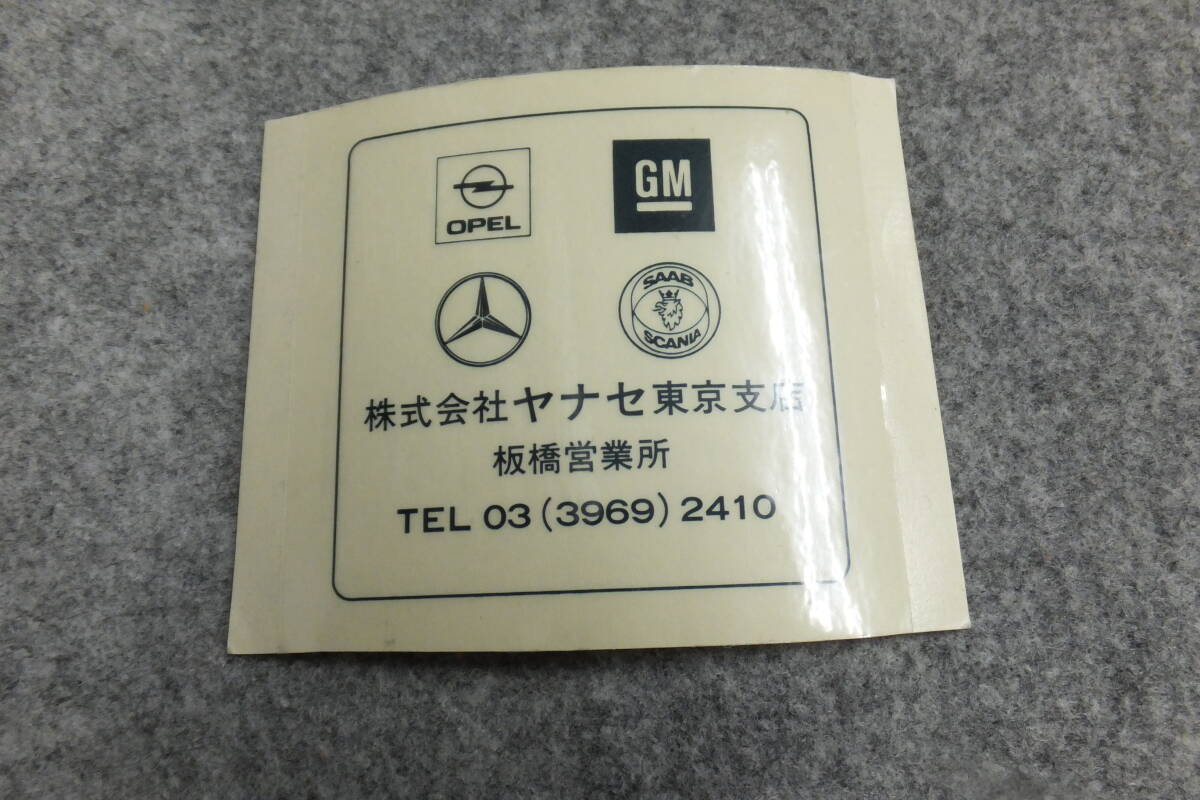 OPEL
GM
SAAB
SCANIA
株式会社ヤナセ東京支店
板橋営業所
TEL 03 (3969) 2410